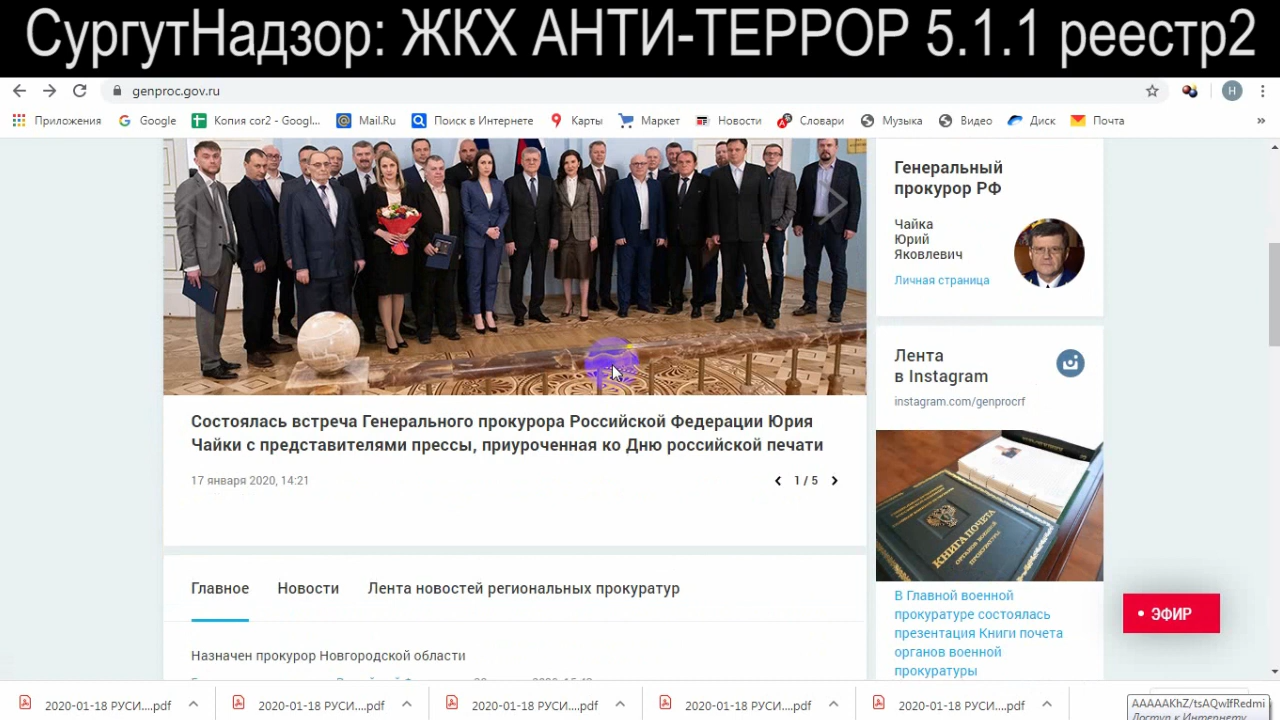 СургутНадзор: ЖКХ АНТИ-ТЕРРОР 5.1.1 реестр2
genproc.gov.ru
Н
Приложения
Google
Копия cor2 - Googl...
Mail.Ru
Поиск в Интернете
Карты
Маркет
Новости
Словари
Музыка
Видео
Диск
Почта
»
Генеральный
прокурор РФ
Чайка
Юрий
Яковлевич
Личная страница
Лента
в Instagram
instagram.com/genprocrf
Состоялась встреча Генерального прокурора Российской Федерации Юрия
Чайки с представителями прессы, приуроченная ко Дню российской печати
17 января 2020, 14:21
1 / 5
КНИГА ПОЧЕТА
В Главной военной
прокуратуре состоялась
презентация Книги почета
органов военной
прокуратуры
• ЭФИР
Главное
Новости
Лента новостей региональных прокуратур
Назначен прокурор Новгородской области
2020-01-18 РУСИ....pdf
2020-01-18 РУСИ....pdf
2020-01-18 РУСИ....pdf
2020-01-18 РУСИ....pdf
2020-01-18 РУСИ....pdf
AAAAAKhZ/tsAQwIfRedmi
Доступ к Интернету